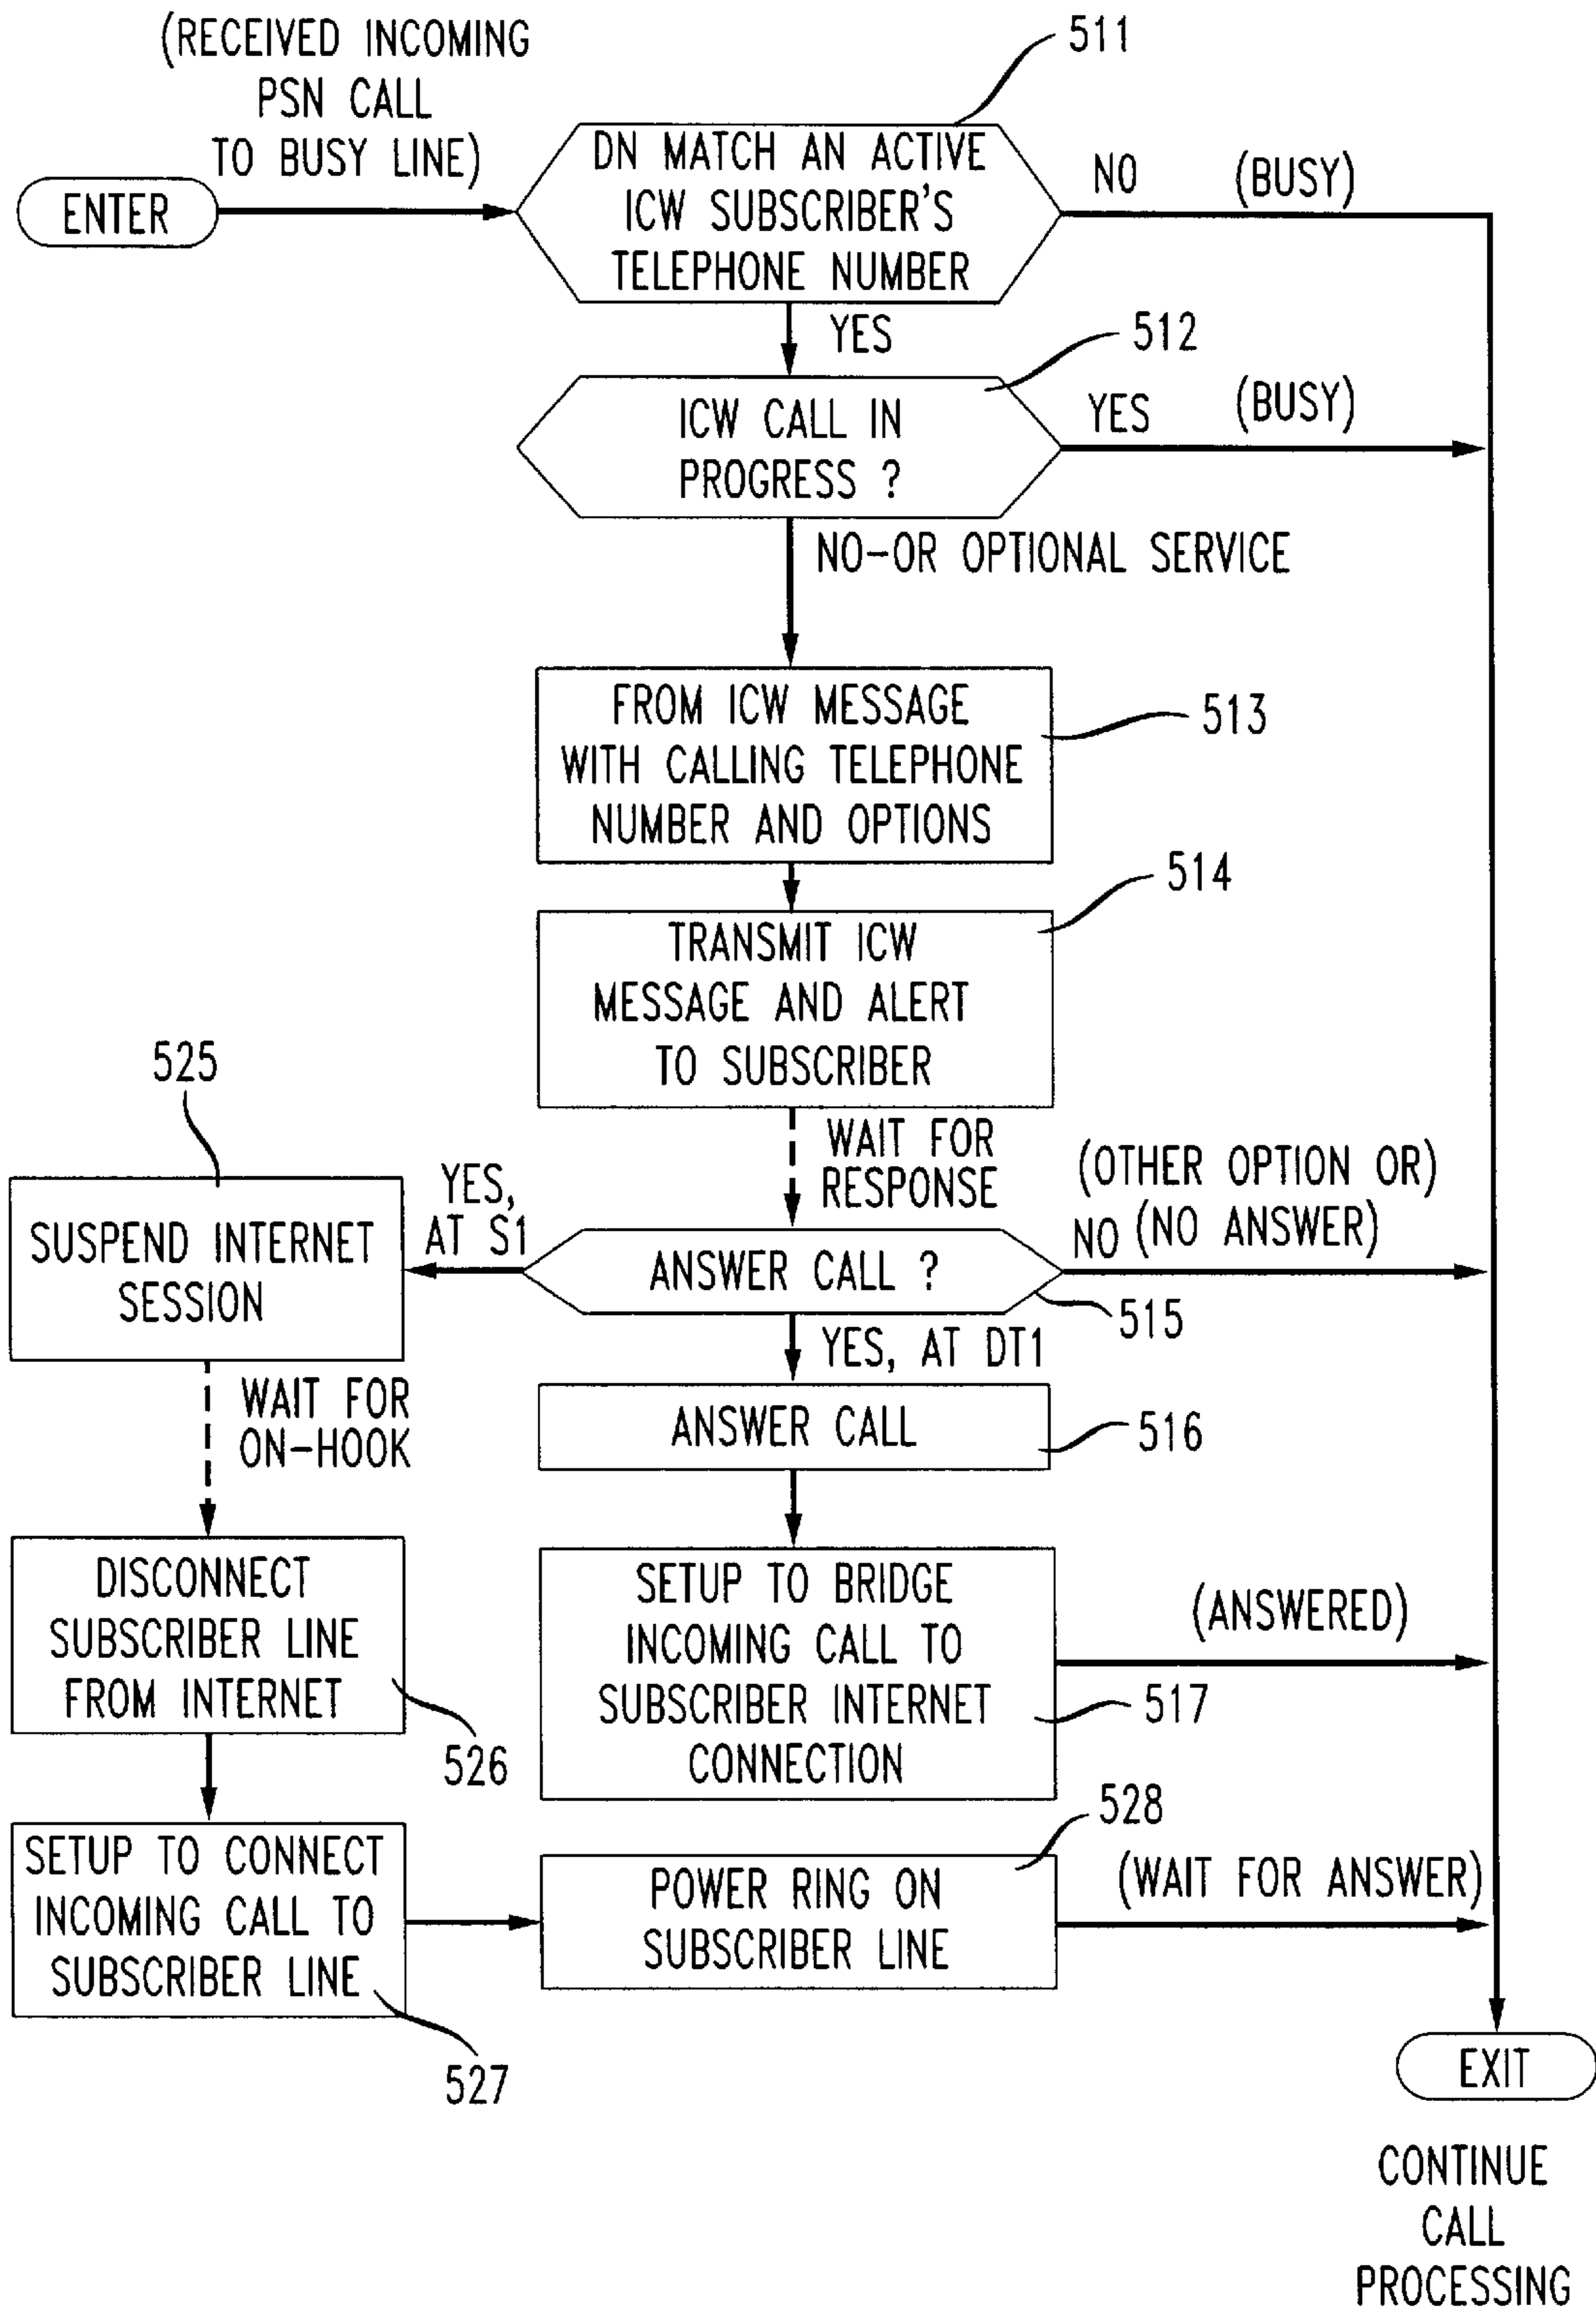 (RECEIVED INCOMING
PSN CALL
TO BUSY LINE)
ENTER
511
DN MATCH AN ACTIVE
ICW SUBSCRIBER'S
TELEPHONE NUMBER
NO (BUSY)
YES
512
ICW CALL IN
PROGRESS ?
YES (BUSY)
NO-OR OPTIONAL SERVICE
FROM ICW MESSAGE
WITH CALLING TELEPHONE
NUMBER AND OPTIONS
513
514
TRANSMIT ICW
MESSAGE AND ALERT
TO SUBSCRIBER
WAIT FOR
RESPONSE
525
SUSPEND INTERNET
SESSION
YES,
AT S1
ANSWER CALL ?
(OTHER OPTION OR)
NO (NO ANSWER)
515
YES, AT DT1
WAIT FOR
ON-HOOK
ANSWER CALL
516
DISCONNECT
SUBSCRIBER LINE
FROM INTERNET
526
SETUP TO BRIDGE
INCOMING CALL TO
SUBSCRIBER INTERNET
CONNECTION
(ANSWERED)
517
SETUP TO CONNECT
INCOMING CALL TO
SUBSCRIBER LINE
527
528
POWER RING ON
SUBSCRIBER LINE
(WAIT FOR ANSWER)
EXIT
CONTINUE
CALL
PROCESSING